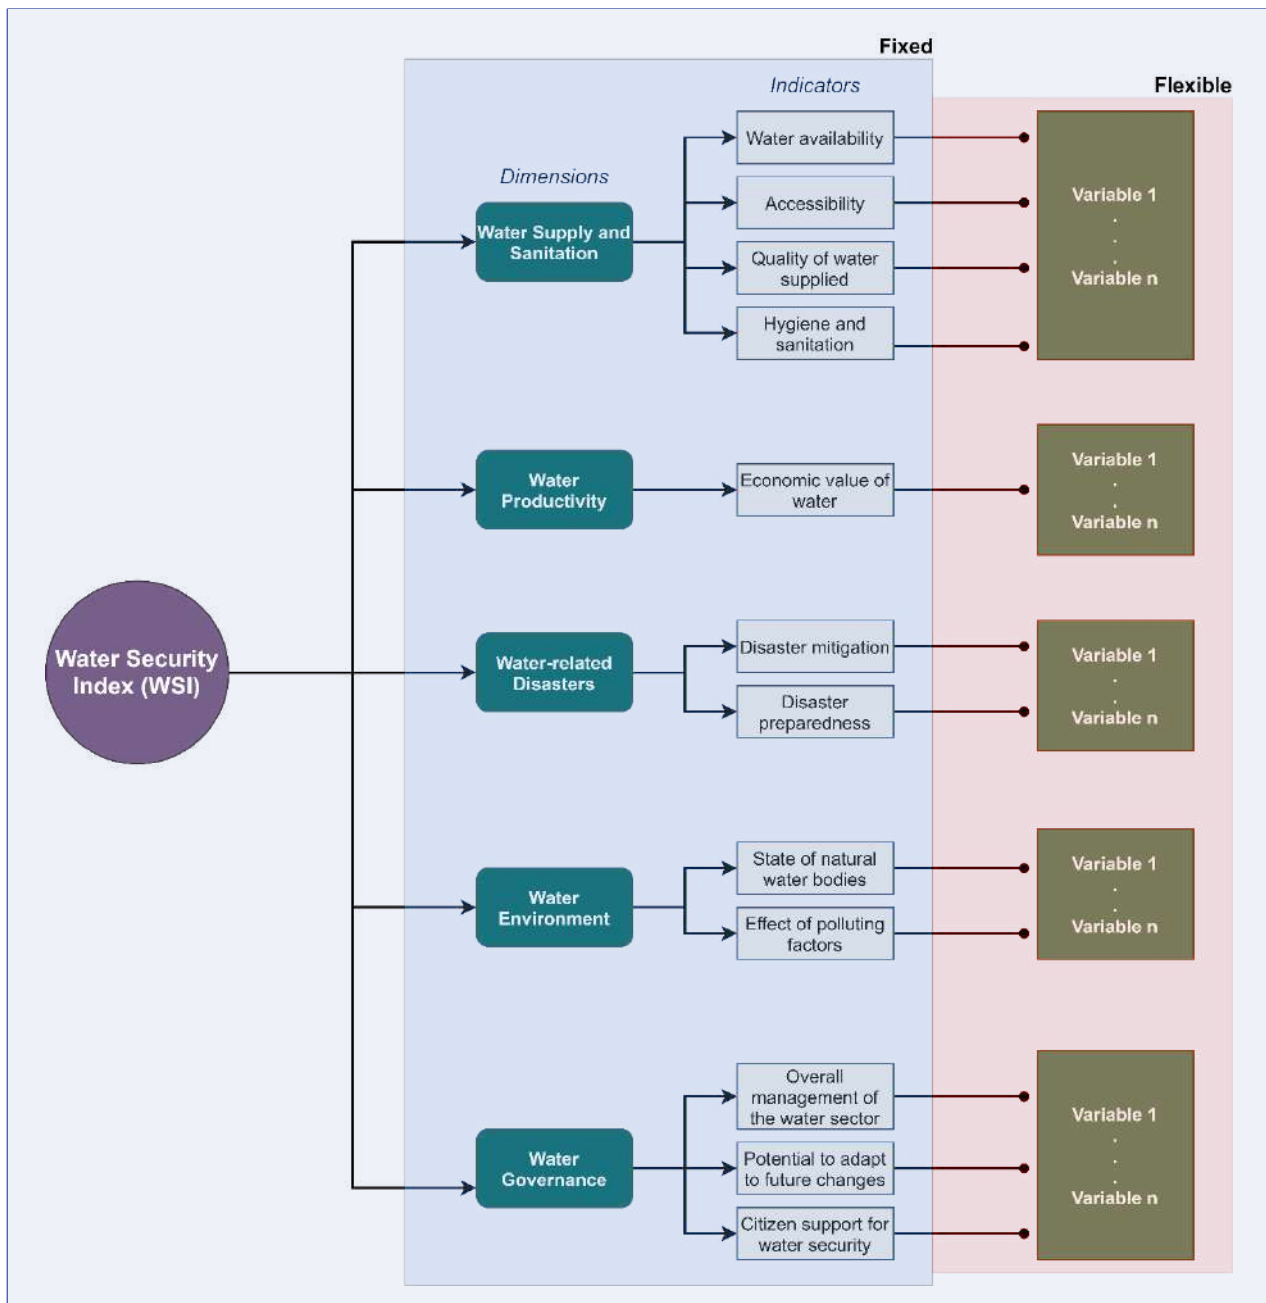 Fixed
Flexible
Indicators
Dimensions
Water Security
Index (WSI)
Water Supply and
Sanitation
Water availability
Accessibility
Quality of water
supplied
Hygiene and
sanitation
Variable 1
.
.
.
Variable n
Water
Productivity
Economic value of
water
Variable 1
.
.
Variable n
Water-related
Disasters
Disaster mitigation
Disaster
preparedness
Variable 1
.
.
Variable n
Water
Environment
State of natural
water bodies
Effect of polluting
factors
Variable 1
.
.
Variable n
Water
Governance
Overall
management of
the water sector
Potential to adapt
to future changes
Citizen support for
water security
Variable 1
.
.
.
Variable n